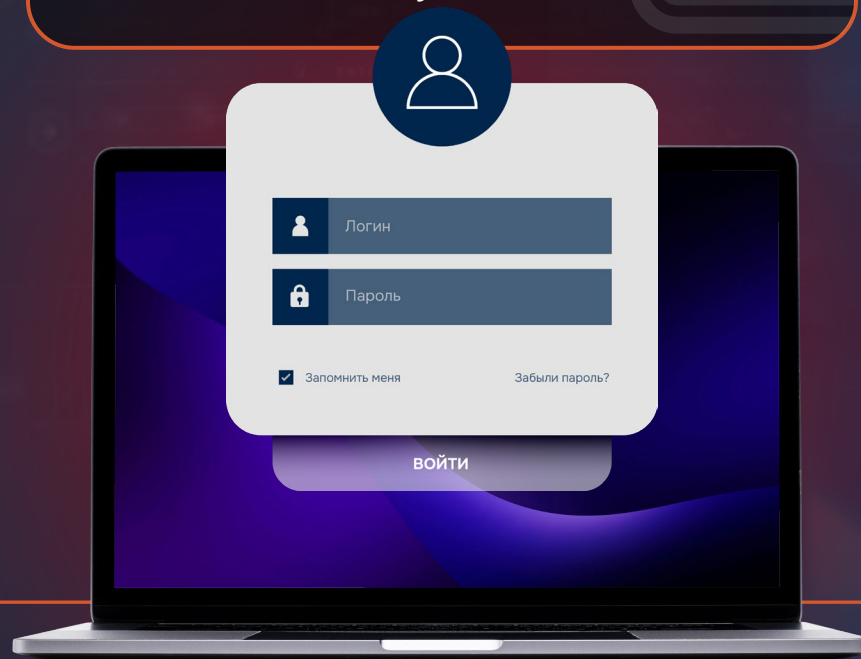 Логин
Пароль
Запомнить меня
Забыли пароль?
ВОЙТИ